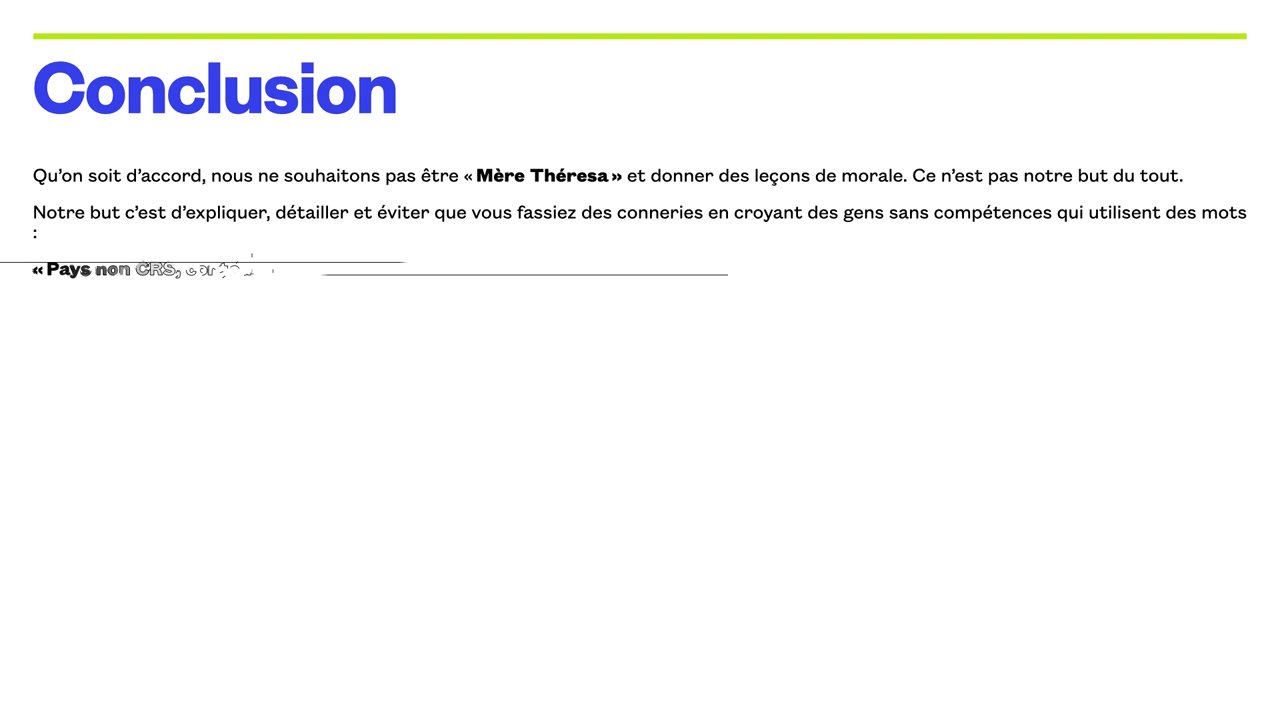 Conclusion
Qu’on soit d’accord, nous ne souhaitons pas être « Mère Théresa » et donner des leçons de morale. Ce n’est pas notre but du tout.
Notre but c’est d’expliquer, détailler et éviter que vous fassiez des conneries en croyant des gens sans compétences qui utilisent des mots
:
« Pays non CRS,